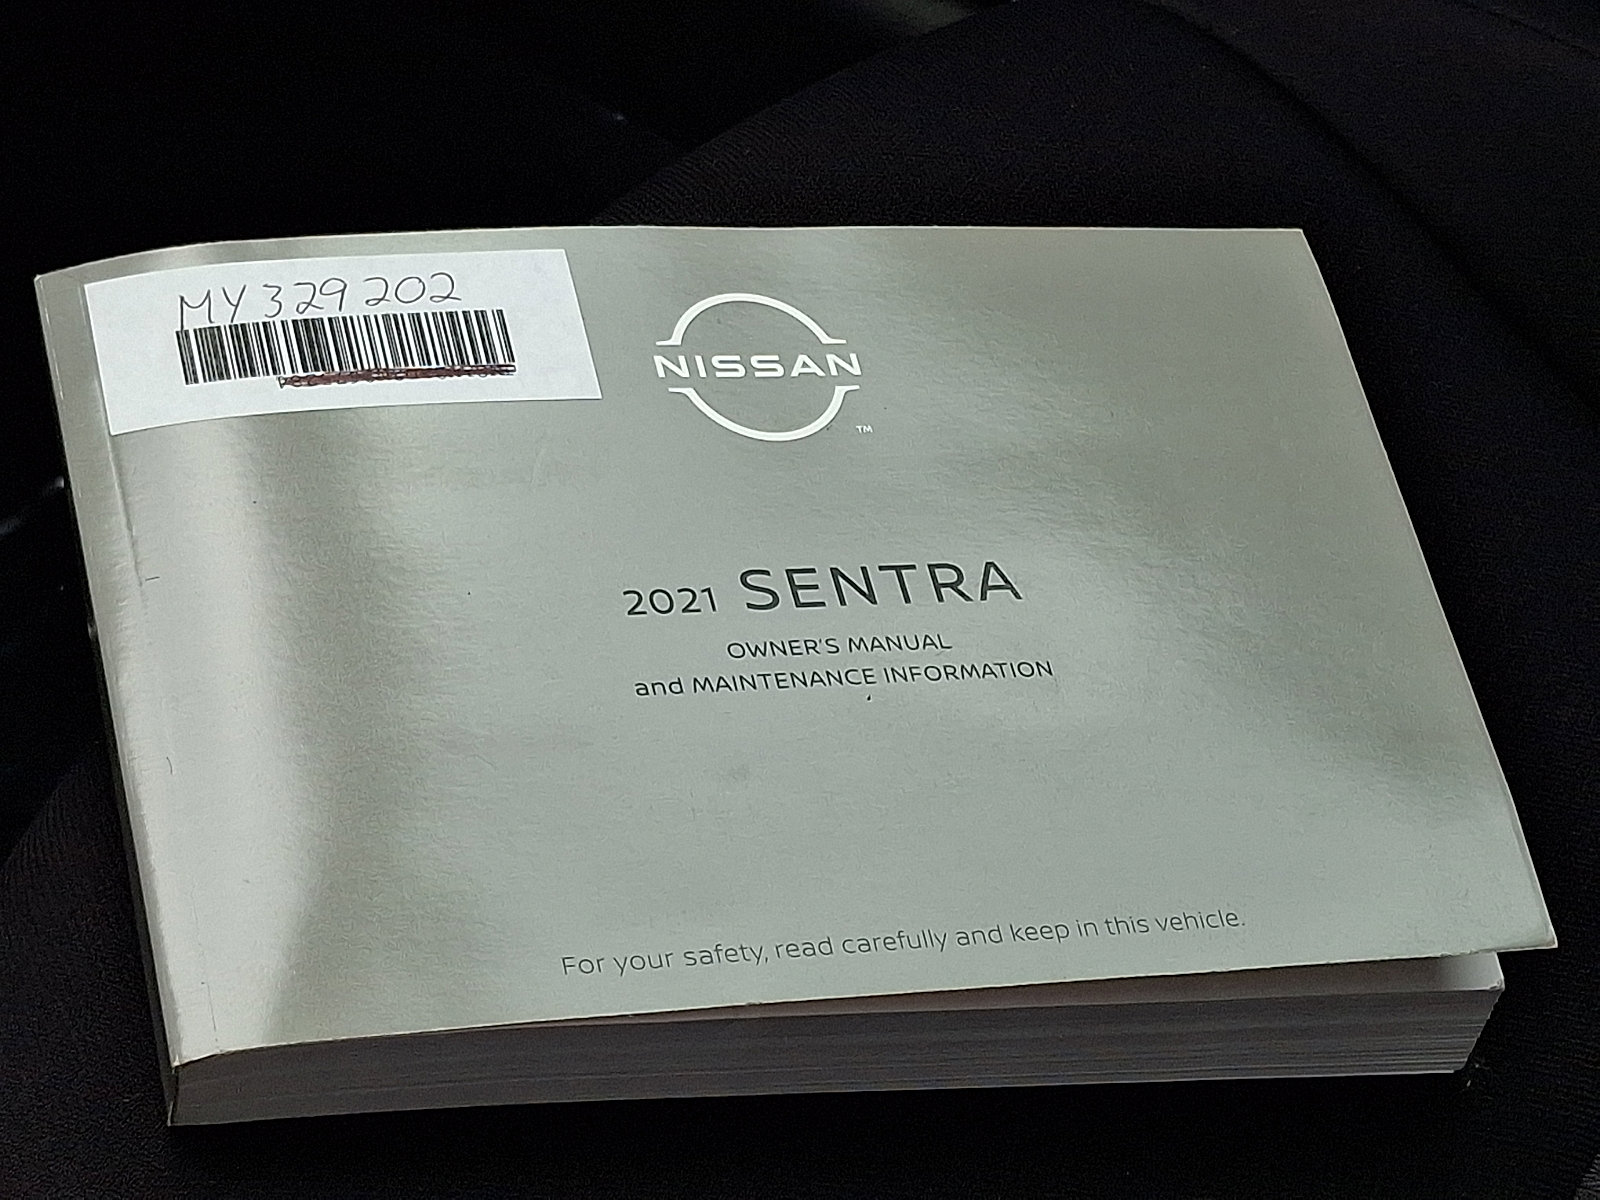 MY329202
NISSAN
TM
2021 SENTRA
OWNER'S MANUAL
and MAINTENANCE INFORMATION
For your safety, read carefully and keep in this vehicle.